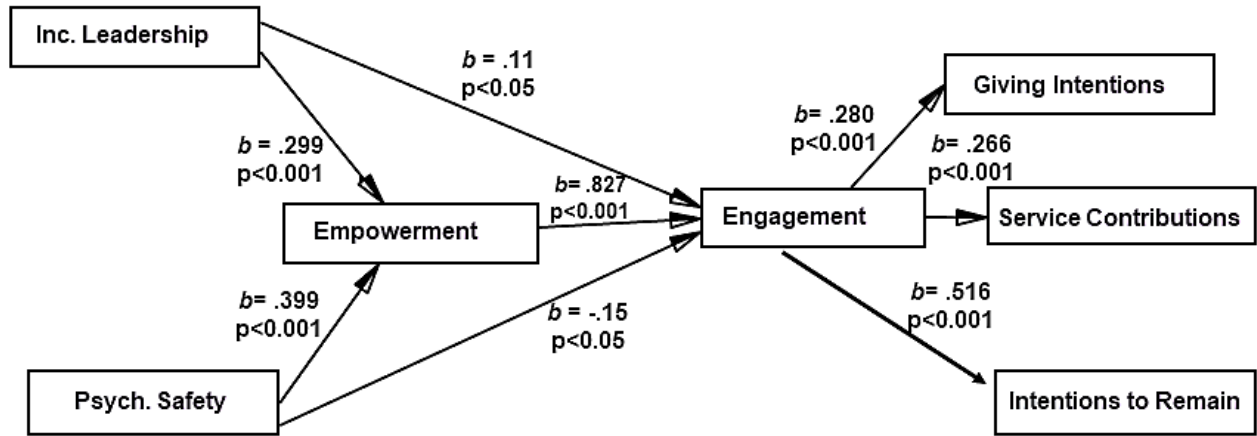 Inc. Leadership
b = .11
p<0.05
Giving Intentions
b= .280
p<0.001
b = .299
p<0.001
b= .266
p<0.001
b= .827
p<0.001
Empowerment
Engagement
Service Contributions
b= .399
p<0.001
b = -.15
p<0.05
b= .516
p<0.001
Psych. Safety
Intentions to Remain